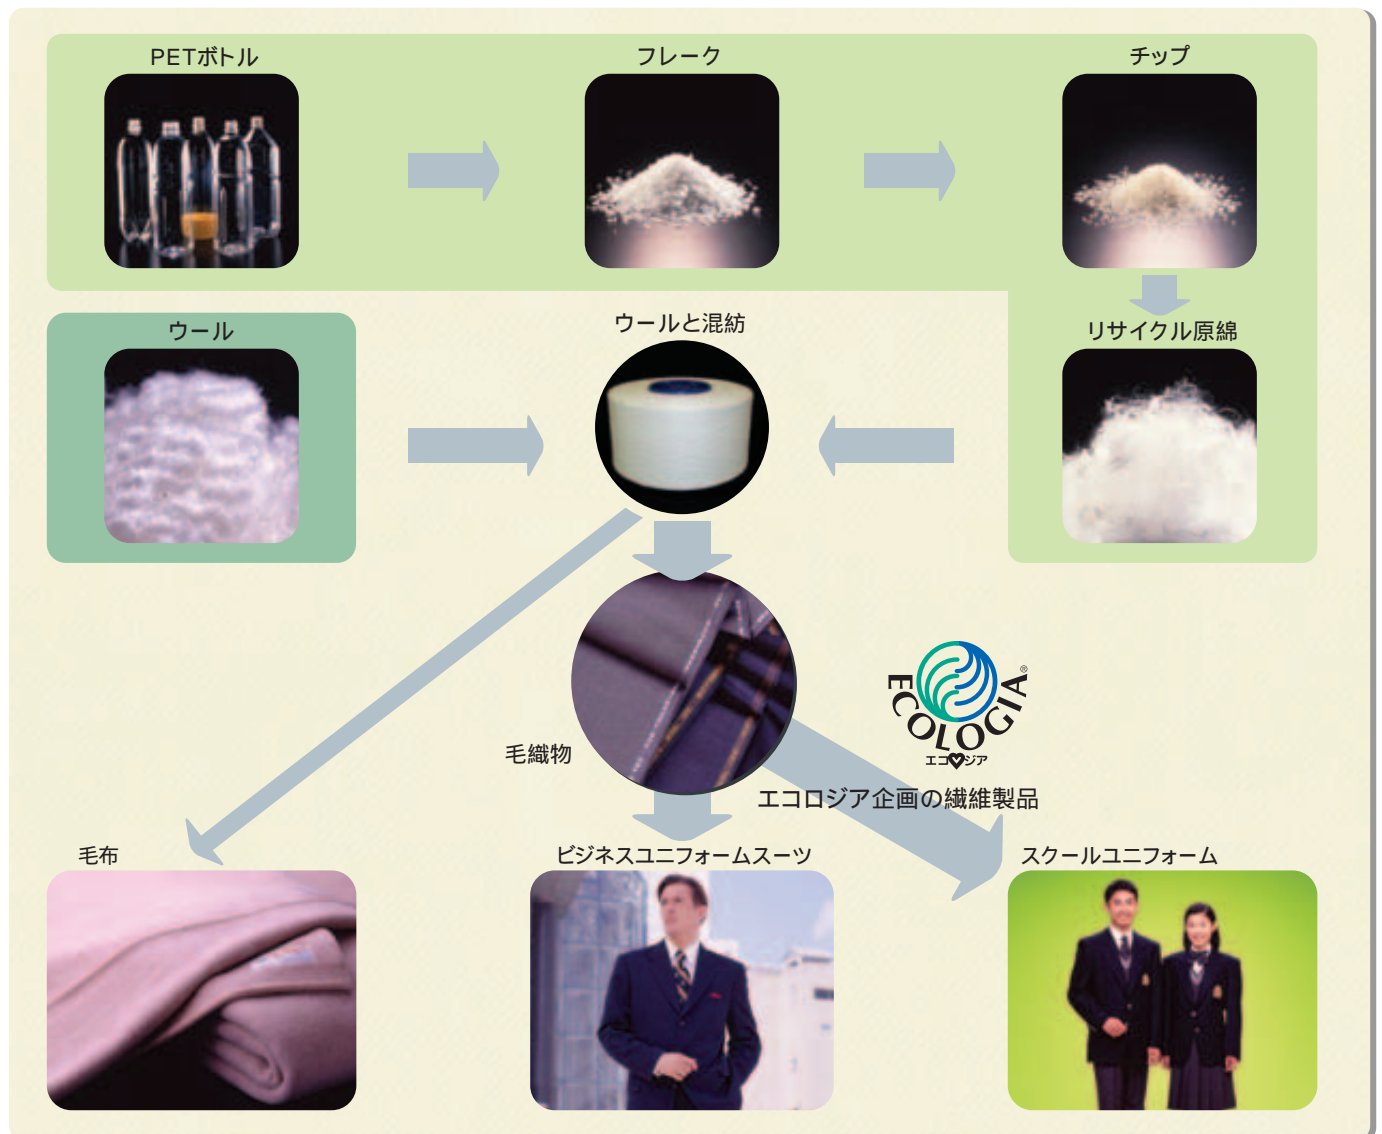 PETボトル
フレーク
チップ
ウール
ウールと混紡
リサイクル原綿
ECOLOGIA®
エコロジア
毛織物
エコロジア企画の繊維製品
毛布
ビジネスユニフォームスーツ
スクールユニフォーム